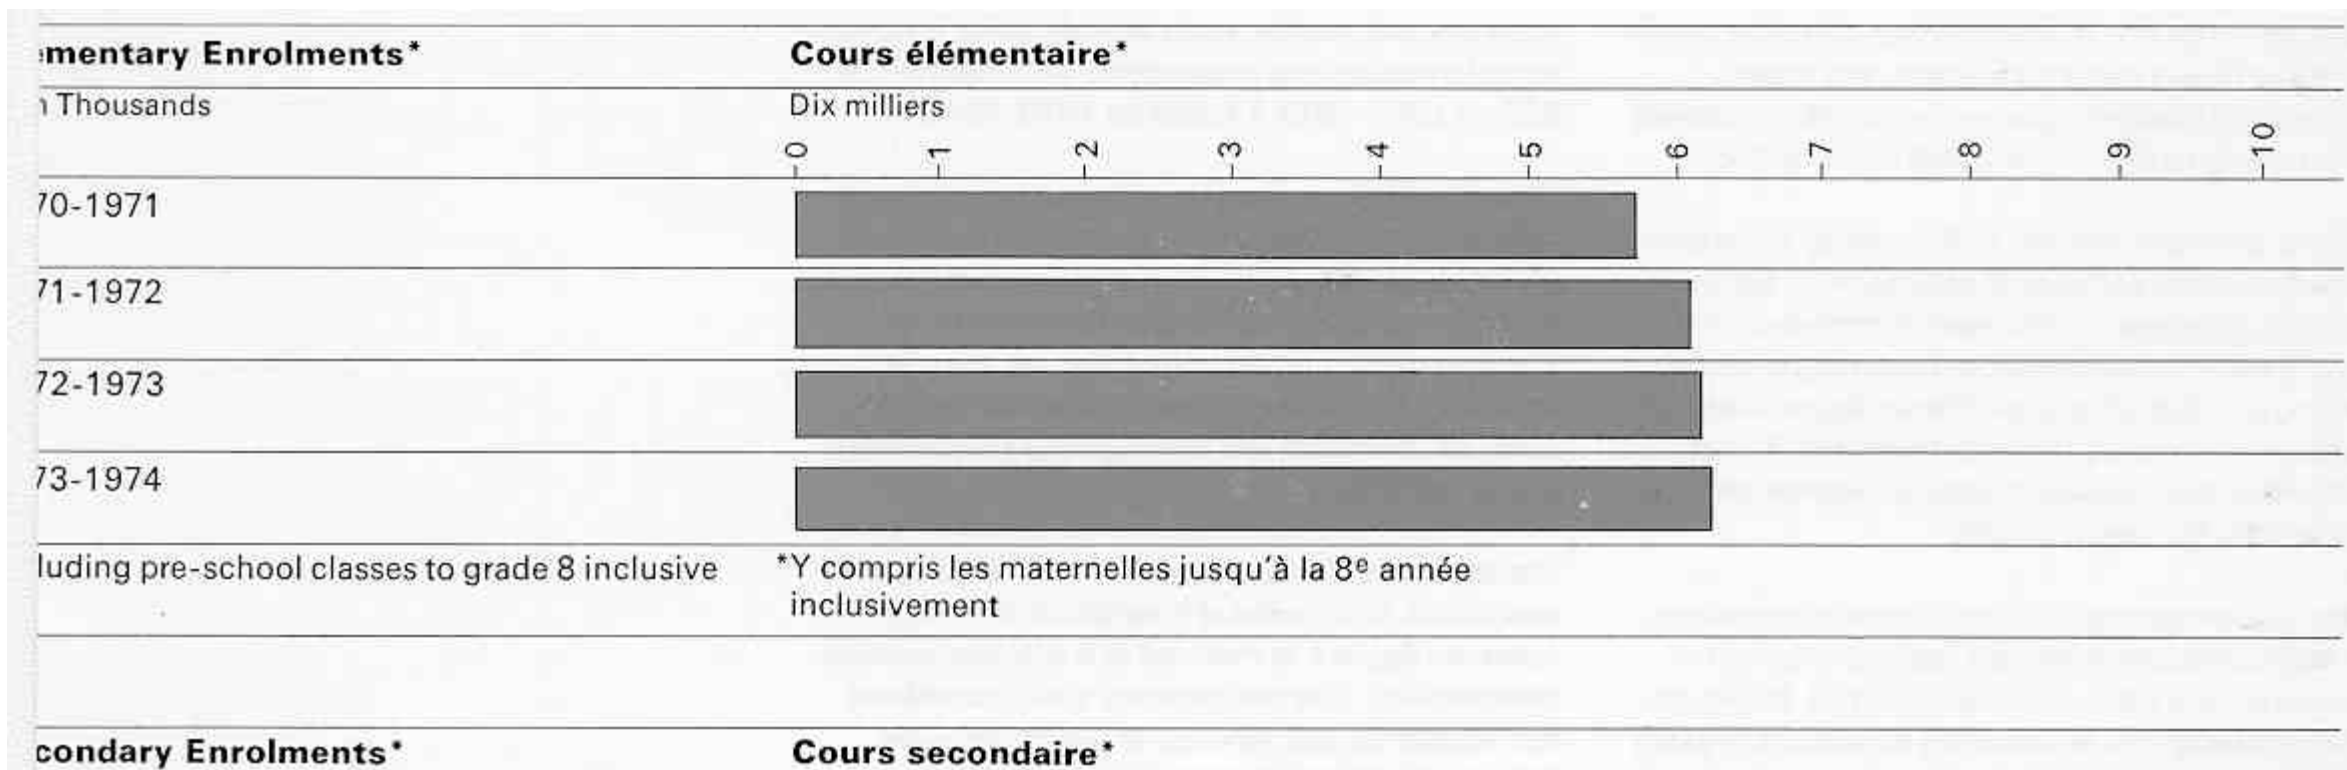 ementary Enrolments* Cours élémentaire*
n Thousands Dix milliers
0 1 2 3 4 5 6 7 8 9 10
70-1971
71-1972
72-1973
73-1974
luding pre-school classes to grade 8 inclusive *Y compris les maternelles jusqu'à la 8e année
inclusivement
condary Enrolments* Cours secondaire*